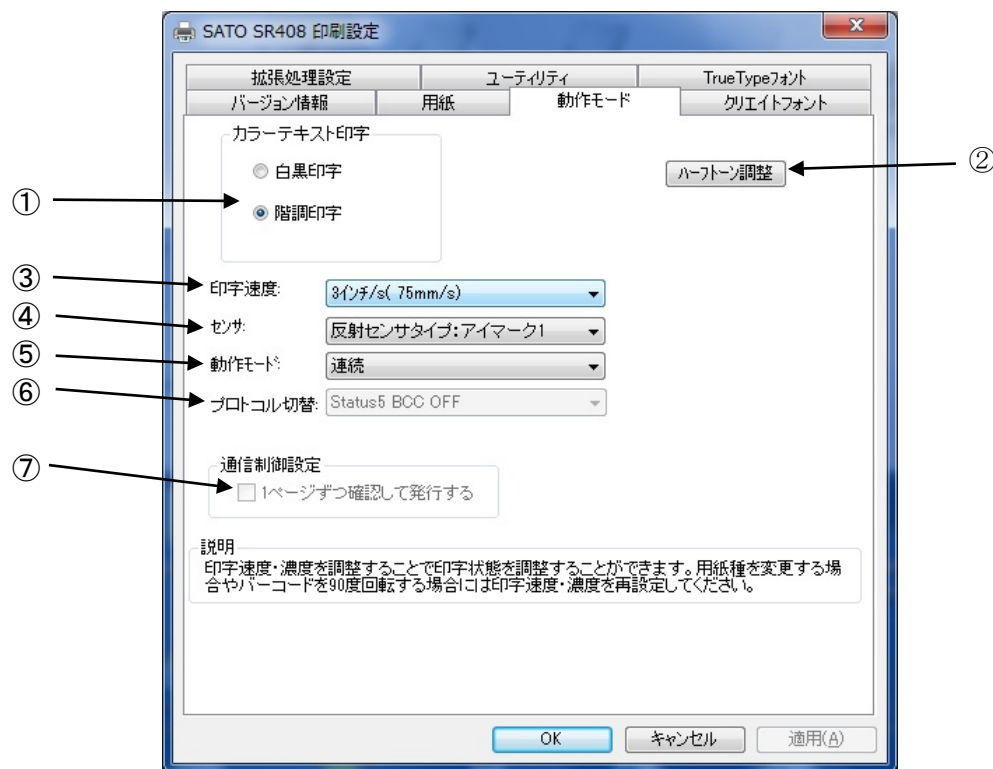 SATO SR408 印刷設定
拡張処理設定 ユーティリティ TrueTypeフォント
バージョン情報 用紙 動作モード クリエイトフォント
カラーテキスト印字
白黒印字
ハーフトーン調整
②
①
階調印字
③
印字速度:
3インチ/s( 75mm/s)
④
センサ:
反射センサタイプ:アイマーク1
⑤
動作モード:
連続
⑥
プロトコル切替:
Status5 BCC OFF
通信制御設定
⑦
1ページずつ確認して発行する
説明
印字速度・濃度を調整することで印字状態を調整することができます。用紙種を変更する場
合やバーコードを90度回転する場合には印字速度・濃度を再設定してください。
OK キャンセル 適用(A)